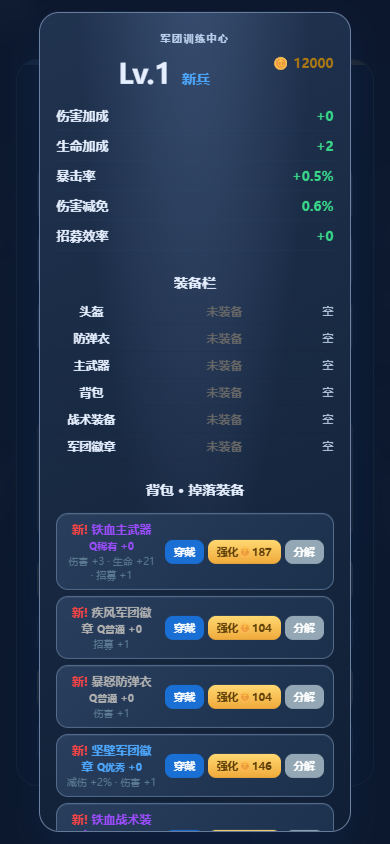 军团训练中心
Lv.1 新兵 12000
伤害加成 +0
生命加成 +2
暴击率 +0.5%
伤害减免 0.6%
招募效率 +0
装备栏
头盔 未装备 空
防弹衣 未装备 空
主武器 未装备 空
背包 未装备 空
战术装备 未装备 空
军团徽章 未装备 空
背包 • 掉落装备
新! 铁血主武器
Q稀有 +0
伤害 +3 · 生命 +21
· 招募 +1
穿戴 强化 187 分解
新! 疾风军团徽
章 Q普通 +0
招募 +1
穿戴 强化 104 分解
新! 暴怒防弹衣
Q普通 +0
伤害 +1
穿戴 强化 104 分解
新! 坚壁军团徽
章 Q优秀 +0
减伤 +2% · 伤害 +1
穿戴 强化 146 分解
新! 铁血战术装